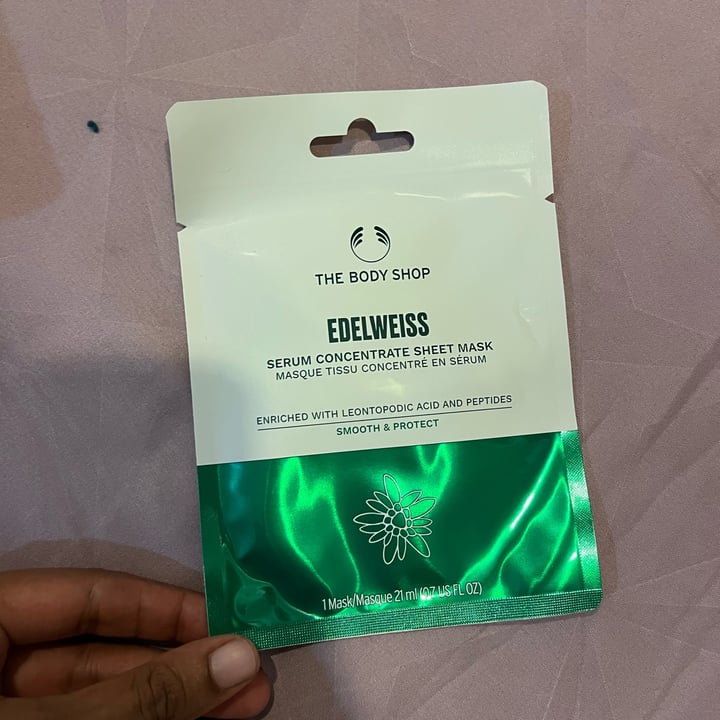 THE BODY SHOP
EDELWEISS
SERUM CONCENTRATE SHEET MASK
MASQUE TISSU CONCENTRÉ EN SÉRUM
ENRICHED WITH LEONTOPODIC ACID AND PEPTIDES
SMOOTH & PROTECT
1 Mask/Masque 21 ml (0.7 US FL OZ)